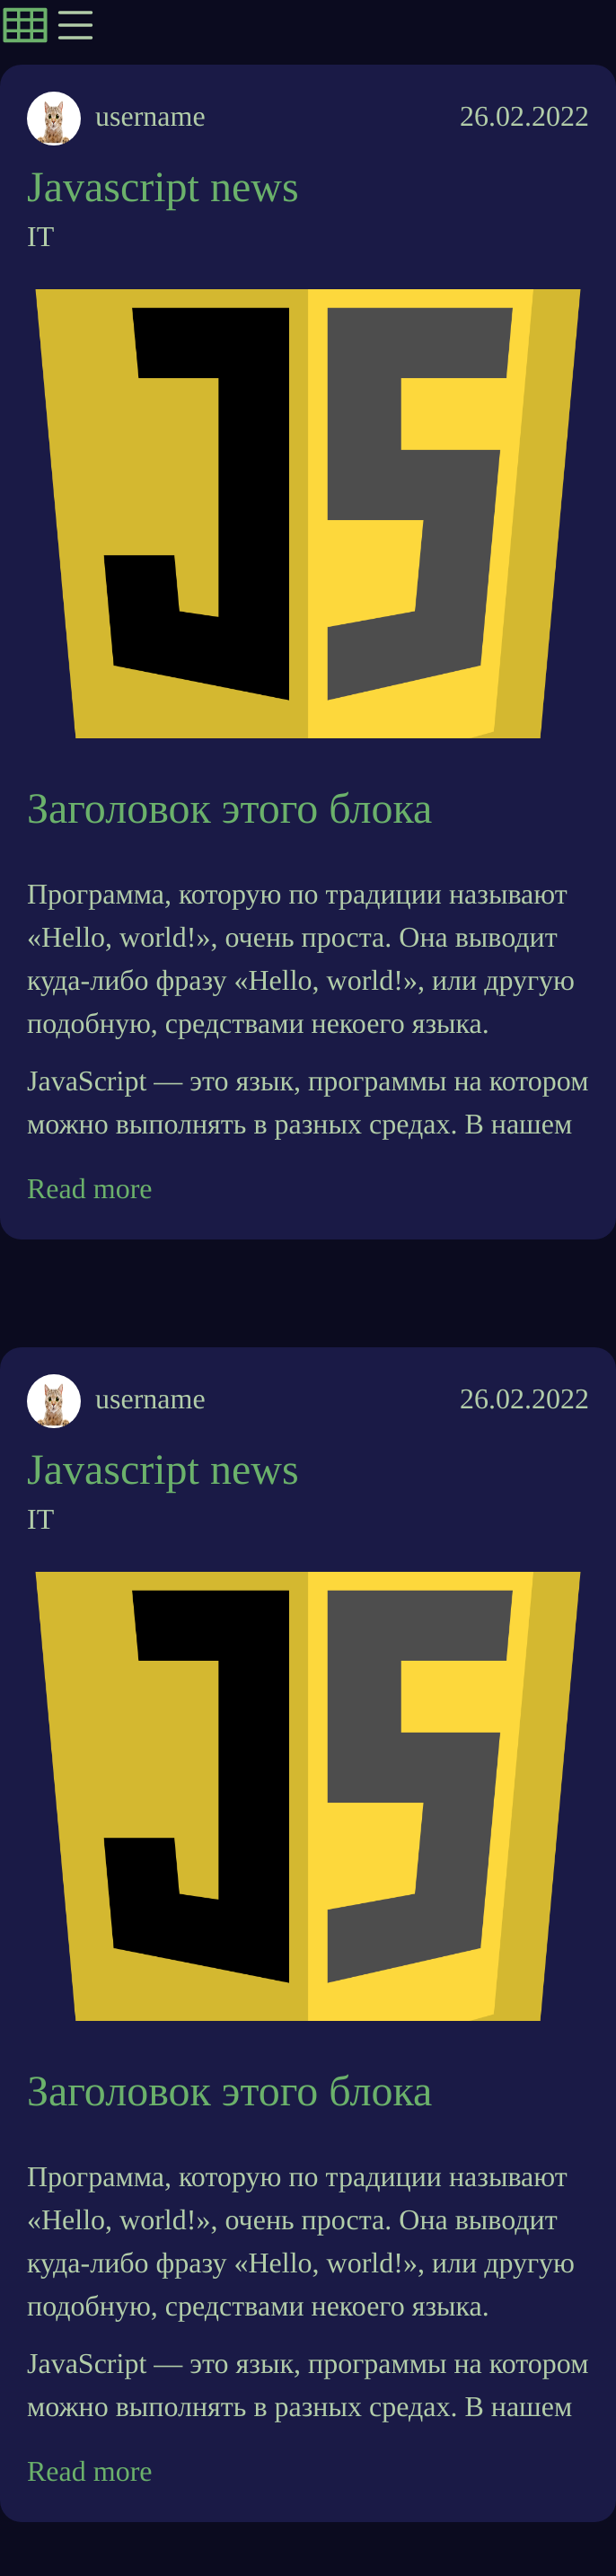 username 26.02.2022
Javascript news
IT
JS
Заголовок этого блока
Программа, которую по традиции называют
«Hello, world!», очень проста. Она выводит
куда-либо фразу «Hello, world!», или другую
подобную, средствами некоего языка.
JavaScript — это язык, программы на котором
можно выполнять в разных средах. В нашем
Read more
username 26.02.2022
Javascript news
IT
JS
Заголовок этого блока
Программа, которую по традиции называют
«Hello, world!», очень проста. Она выводит
куда-либо фразу «Hello, world!», или другую
подобную, средствами некоего языка.
JavaScript — это язык, программы на котором
можно выполнять в разных средах. В нашем
Read more